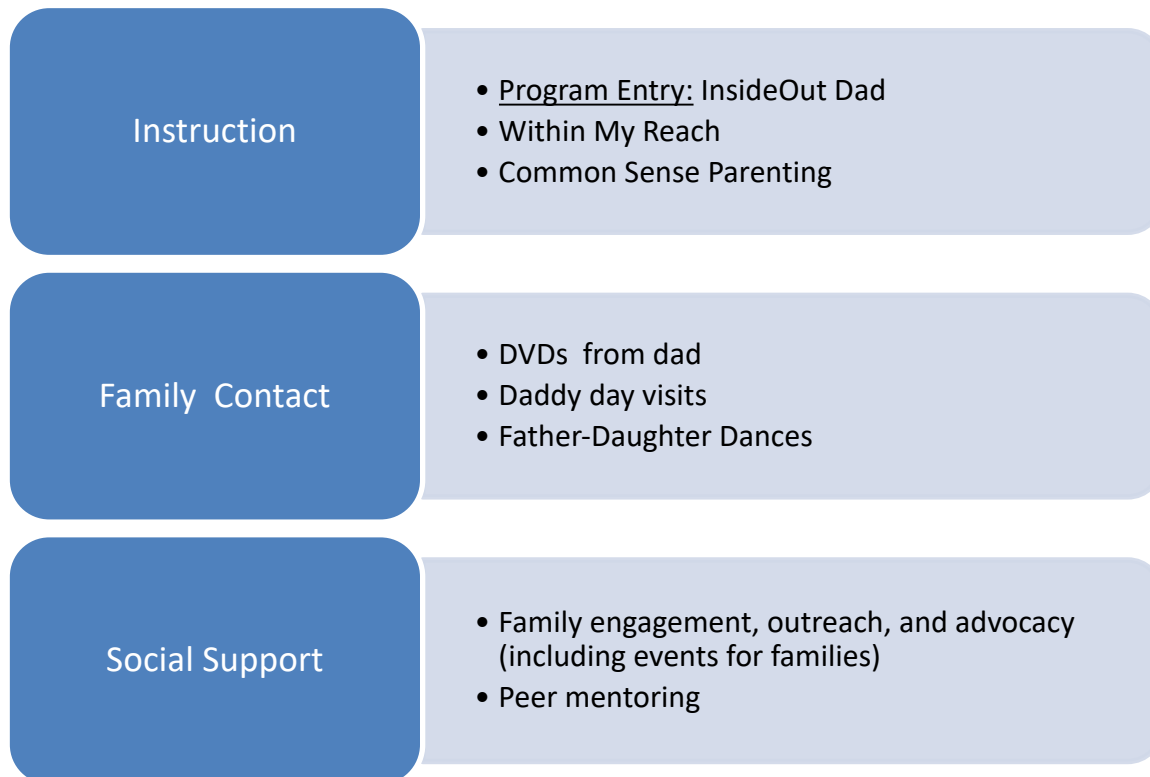 Instruction
• Program Entry: InsideOut Dad
• Within My Reach
• Common Sense Parenting
Family  Contact
• DVDs  from dad
• Daddy day visits
• Father-Daughter Dances
Social Support
• Family engagement, outreach, and advocacy
(including events for families)
• Peer mentoring